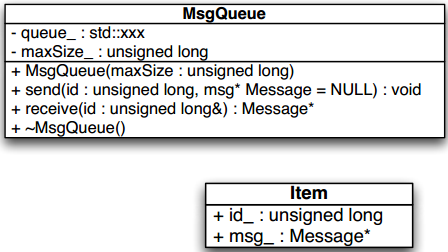 MsgQueue
- queue_ : std::xxx
- maxSize_ : unsigned long
+ MsgQueue(maxSize : unsigned long)
+ send(id : unsigned long, msg* Message = NULL) : void
+ receive(id : unsigned long&) : Message*
+ ~MsgQueue()
Item
+ id_ : unsigned long
+ msg_ : Message*